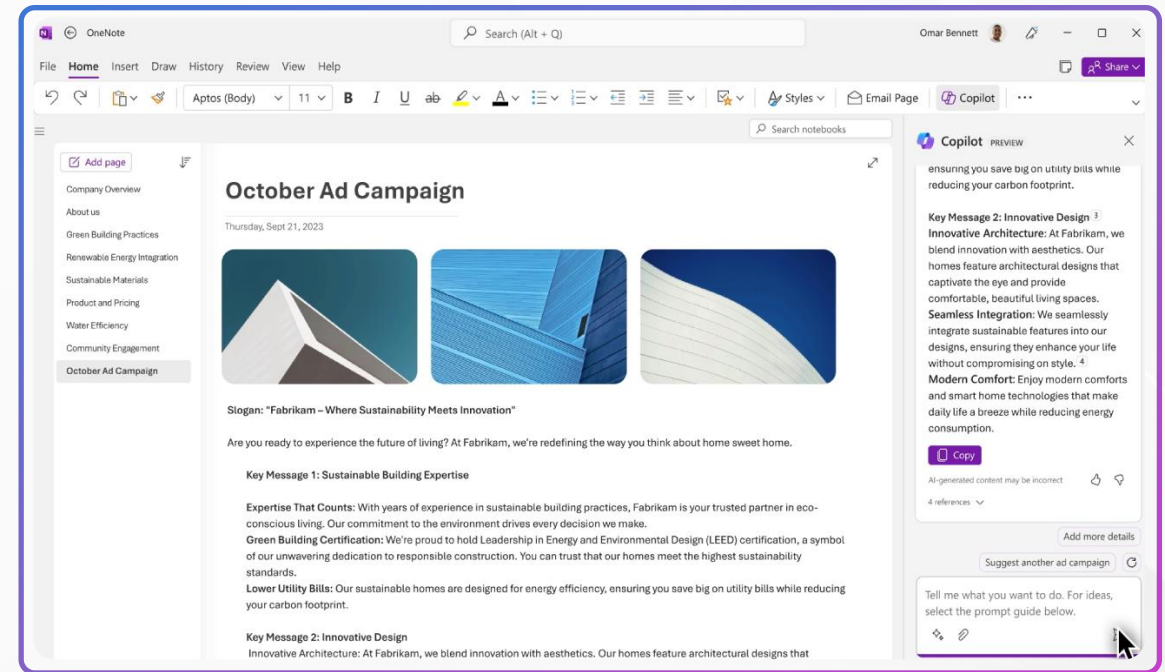 OneNote
Search (Alt + Q)
Omar Bennett
File Home Insert Draw History Review View Help
Share
Aptos (Body) 11 B I U ab A Styles Email Page Copilot ...
Search notebooks
Add page
Company Overview
About us
Green Building Practices
Renewable Energy Integration
Sustainable Materials
Product and Pricing
Water Efficiency
Community Engagement
October Ad Campaign
October Ad Campaign
Thursday, Sept 21, 2023
Slogan: "Fabrikam – Where Sustainability Meets Innovation"
Are you ready to experience the future of living? At Fabrikam, we're redefining the way you think about home sweet home.
Key Message 1: Sustainable Building Expertise
Expertise That Counts: With years of experience in sustainable building practices, Fabrikam is your trusted partner in eco-
conscious living. Our commitment to the environment drives every decision we make.
Green Building Certification: We're proud to hold Leadership in Energy and Environmental Design (LEED) certification, a symbol
of our unwavering dedication to responsible construction. You can trust that our homes meet the highest sustainability
standards.
Lower Utility Bills: Our sustainable homes are designed for energy efficiency, ensuring you save big on utility bills while reducing
your carbon footprint.
Key Message 2: Innovative Design
Innovative Architecture: At Fabrikam, we blend innovation with aesthetics. Our homes feature architectural designs that
Copilot PREVIEW
ensuring you save big on utility bills while
reducing your carbon footprint.
Key Message 2: Innovative Design 3
Innovative Architecture: At Fabrikam, we
blend innovation with aesthetics. Our
homes feature architectural designs that
captivate the eye and provide
comfortable, beautiful living spaces.
Seamless Integration: We seamlessly
integrate sustainable features into our
designs, ensuring they enhance your life
without compromising on style. 4
Modern Comfort: Enjoy modern comforts
and smart home technologies that make
daily life a breeze while reducing energy
consumption.
Copy
AI-generated content may be incorrect
4 references
Add more details
Suggest another ad campaign
Tell me what you want to do. For ideas,
select the prompt guide below.